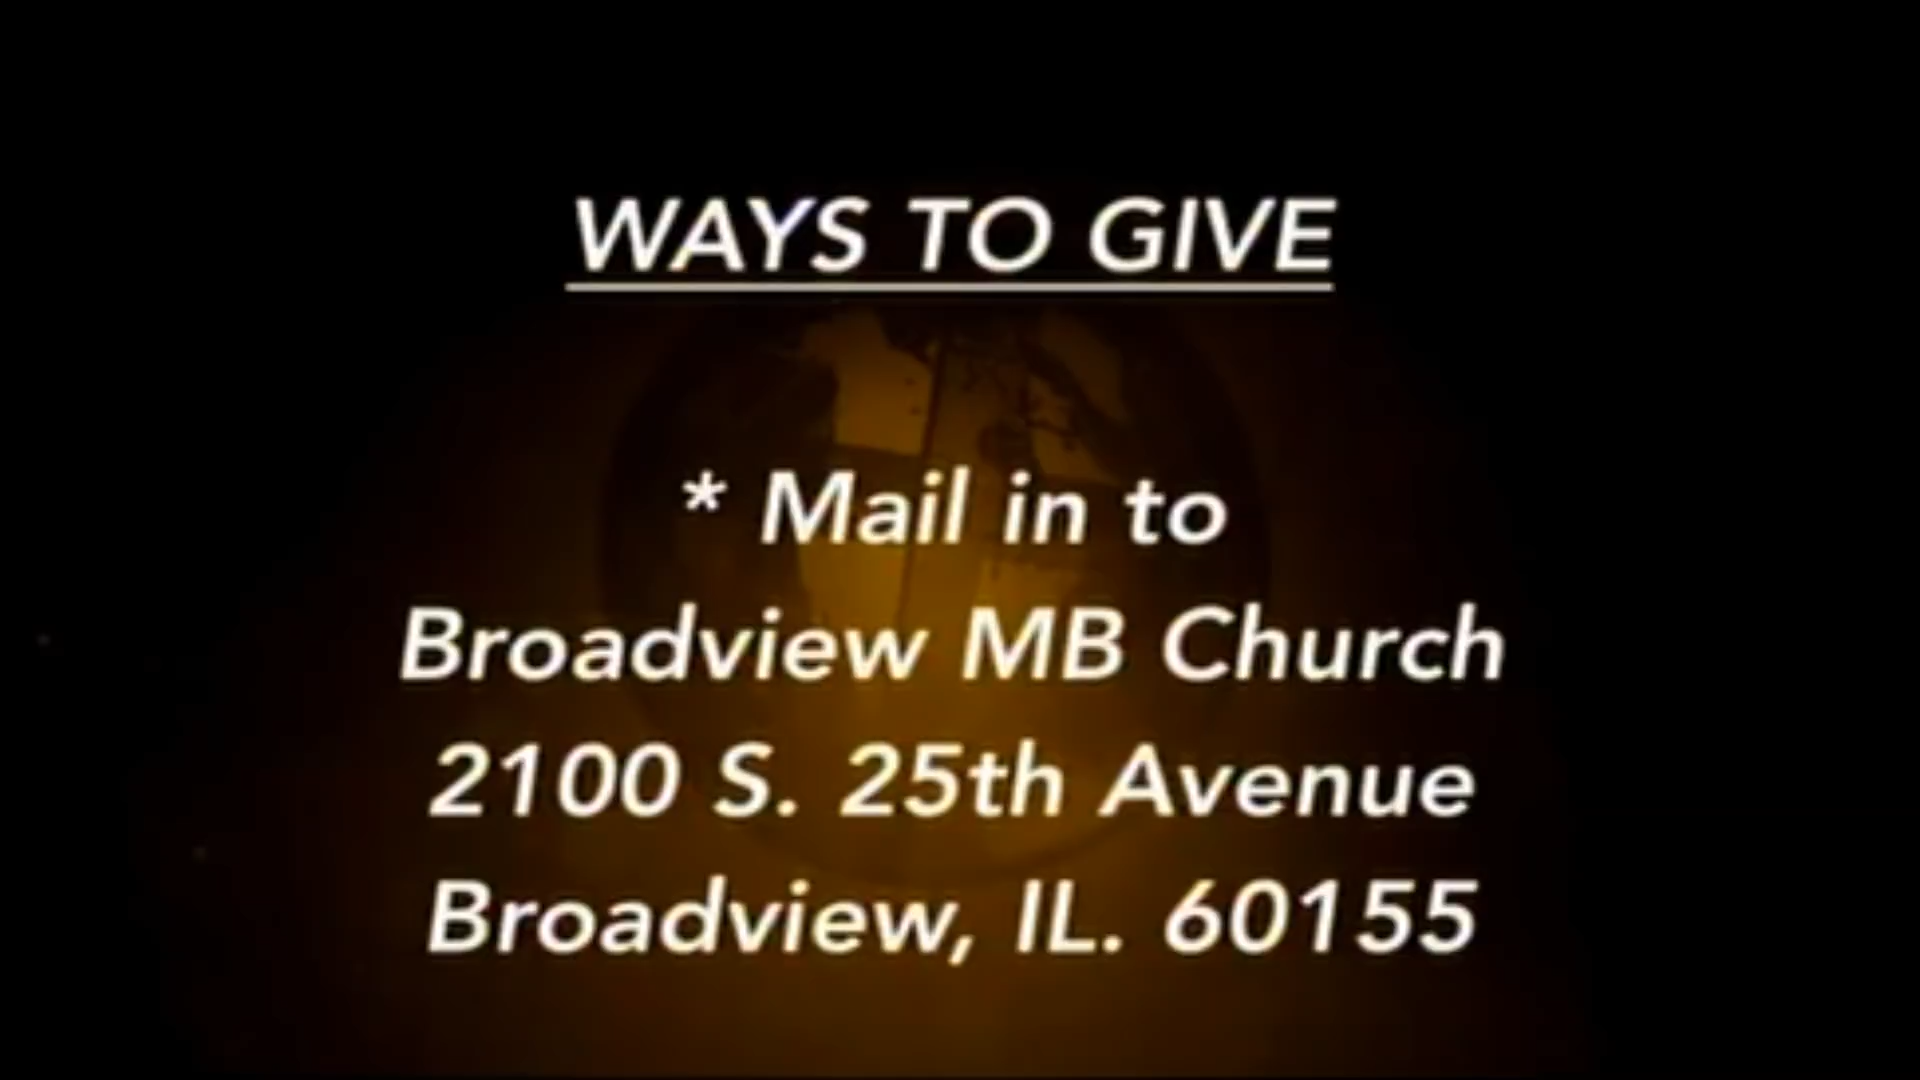 WAYS TO GIVE
* Mail in to
Broadview MB Church
2100 S. 25th Avenue
Broadview, IL. 60155